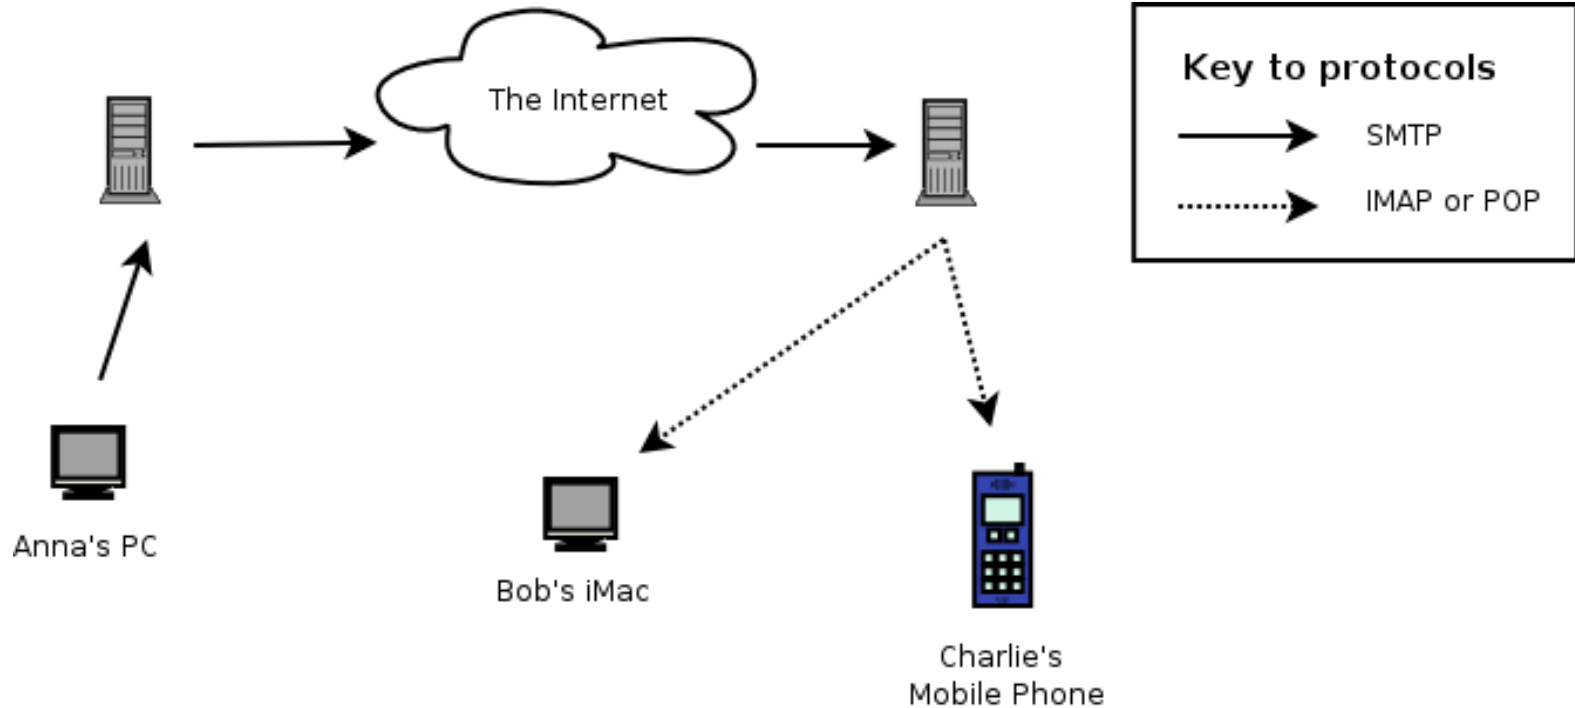 The Internet
Key to protocols
SMTP
IMAP or POP
Anna's PC
Bob's iMac
Charlie's
Mobile Phone